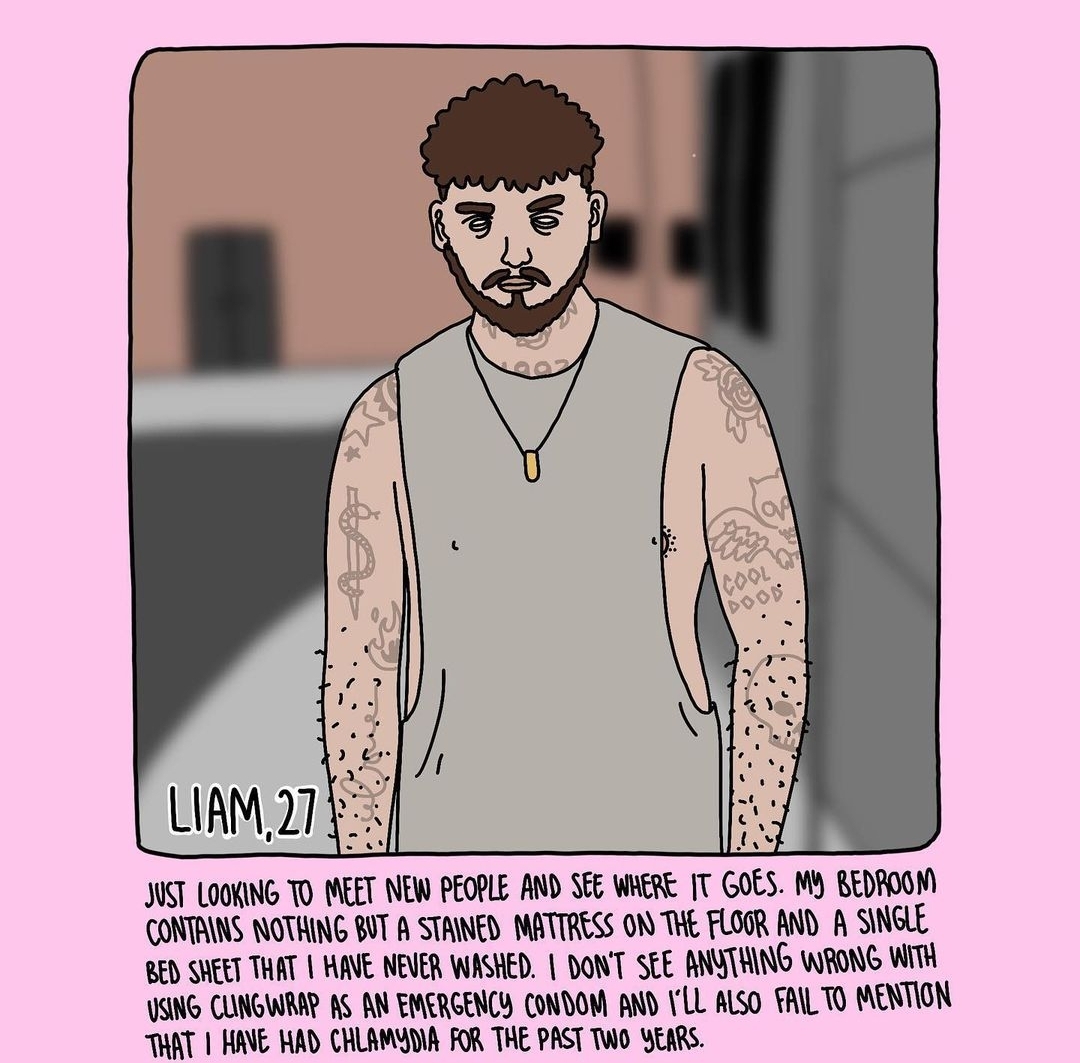 1993
COOL
DOOD
LIAM, 27
JUST LOOKING TO MEET NEW PEOPLE AND SEE WHERE IT GOES. MY BEDROOM
CONTAINS NOTHING BUT A STAINED MATTRESS ON THE FLOOR AND A SINGLE
BED SHEET THAT I HAVE NEVER WASHED. I DON'T SEE ANYTHING WRONG WITH
USING CLINGWRAP AS AN EMERGENCY CONDOM AND I'LL ALSO FAIL TO MENTION
THAT I HAVE HAD CHLAMYDIA FOR THE PAST TWO YEARS.